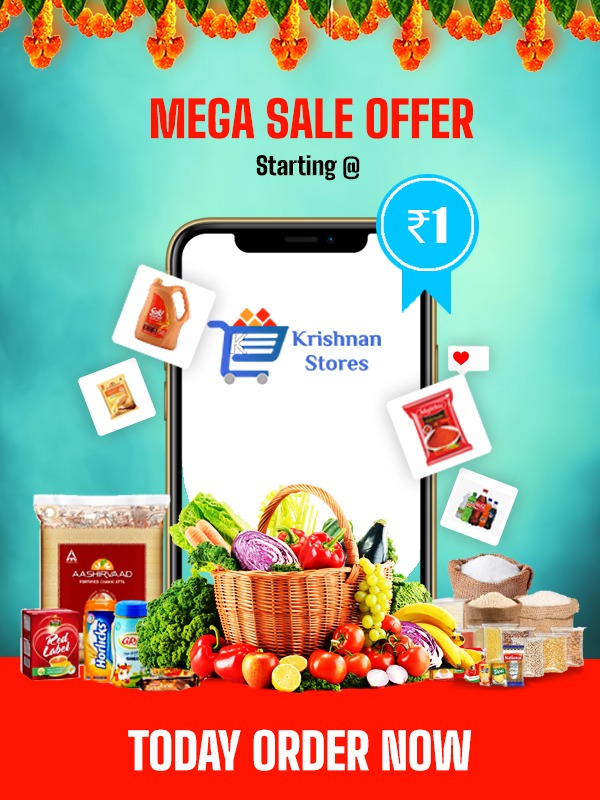 MEGA SALE OFFER
Starting @
₹1
Krishnan
Stores
AASHIRVAAD
Red
Label
Horlicks
TODAY ORDER NOW